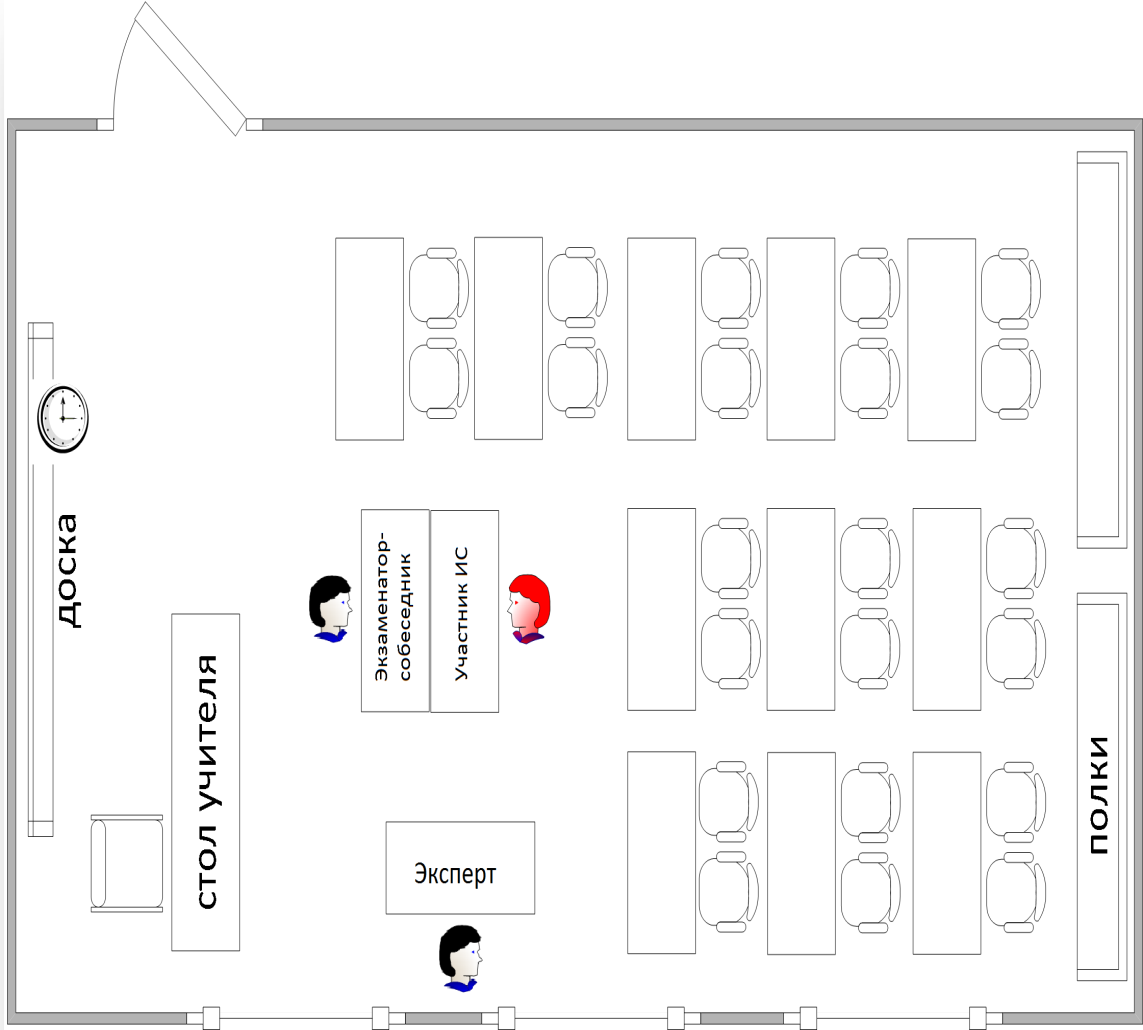 доска
стол учителя
Экзаменатор-
собеседник
Участник ИС
Эксперт
полки